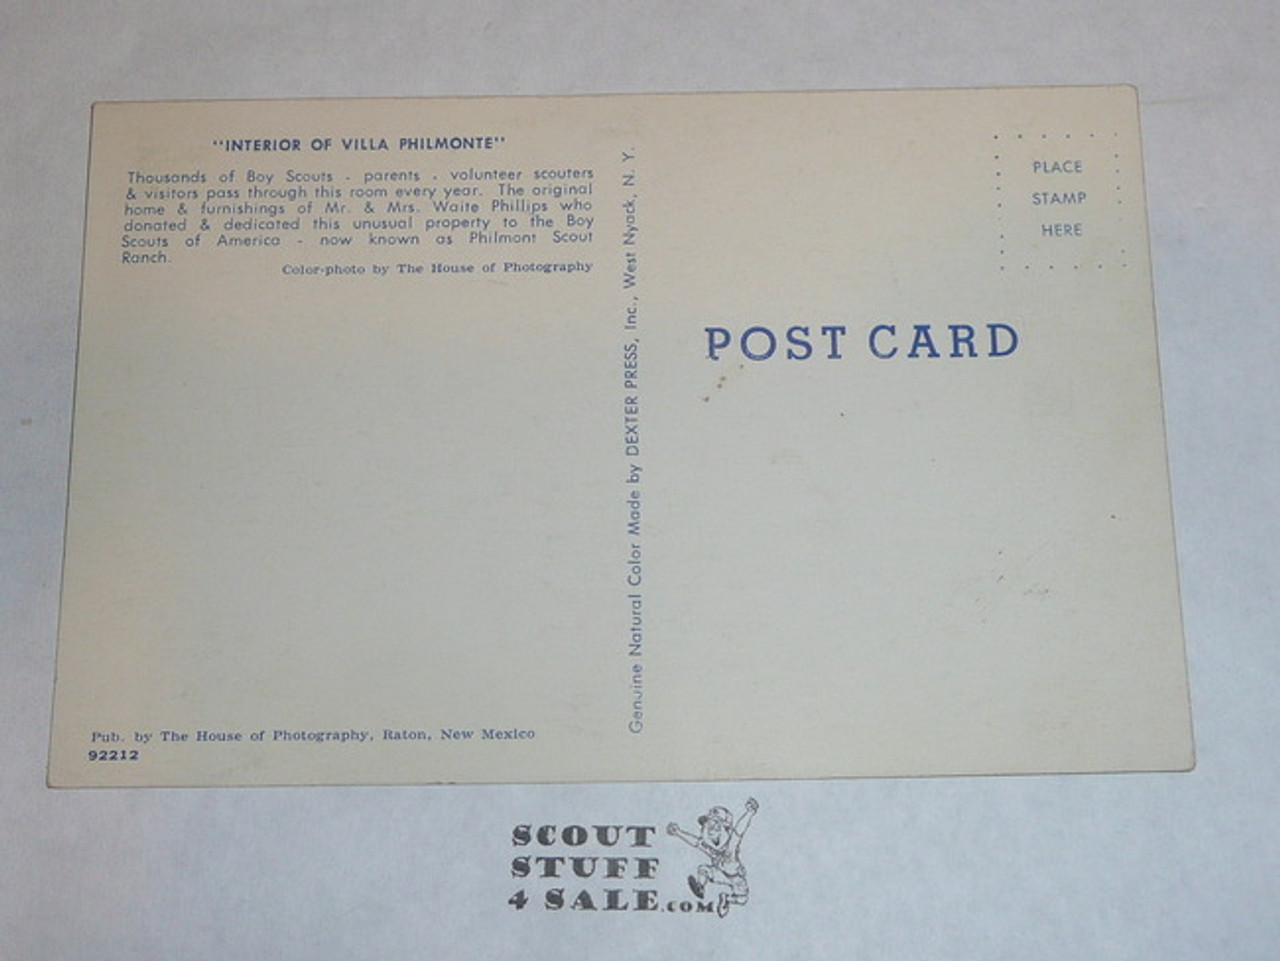 "INTERIOR OF VILLA PHILMONTE"
Thousands of Boy Scouts - parents - volunteer scouters
& visitors pass through this room every year. The original
home & furnishings of Mr. & Mrs. Waite Phillips who
donated & dedicated this unusual property to the Boy
Scouts of America - now known as Philmont Scout
Ranch.
Color-photo by The House of Photography
Pub. by The House of Photography, Raton, New Mexico
92212
Genuine Natural Color Made by DEXTER PRESS, Inc., West Nyack, N. Y.
PLACE
STAMP
HERE
POST CARD
SCOUT
STUFF
4 SALE.COM